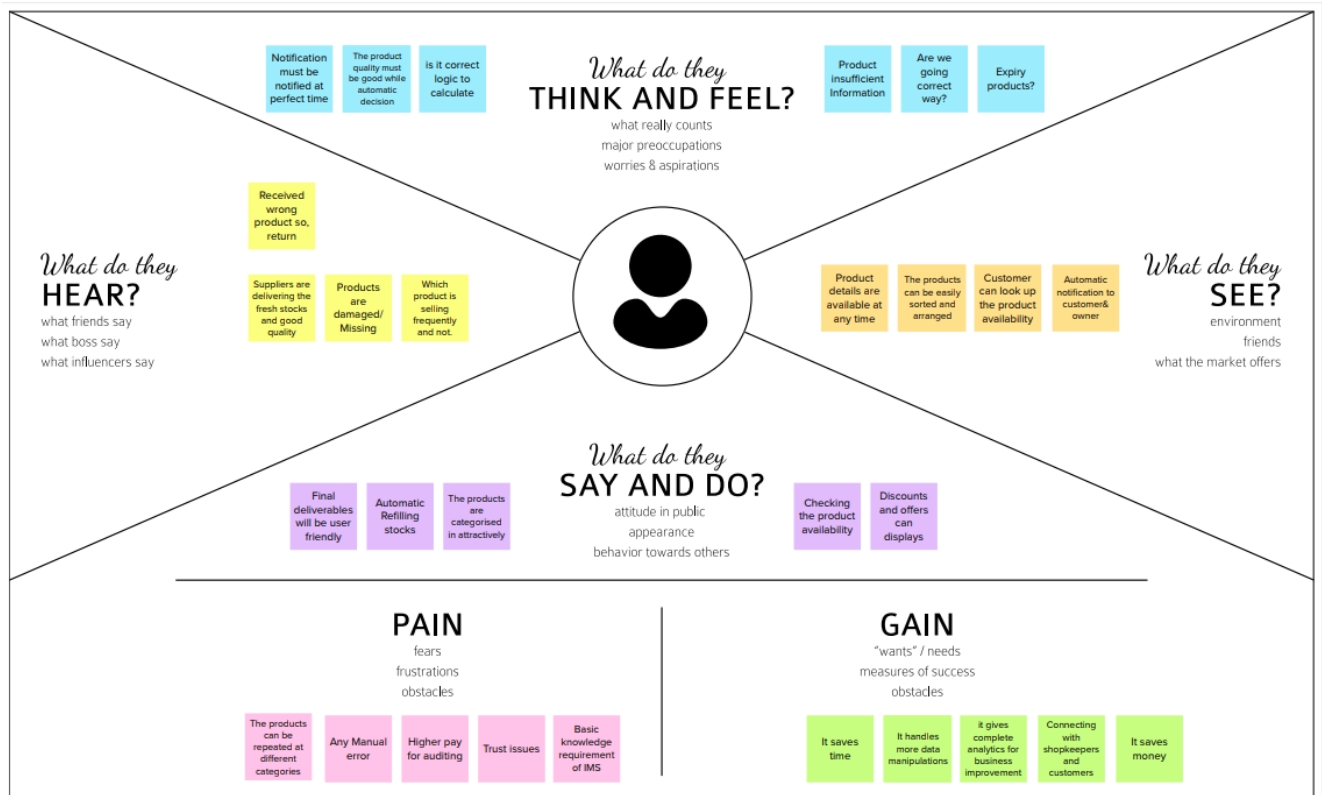 Notification
must be
notified at
perfect time
The product
quality must
be good while
automatic
decision
is it correct
logic to
calculate
What do they
THINK AND FEEL?
what really counts
major preoccupations
worries & aspirations
Product
insufficient
Information
Are we
going
correct
way?
Expiry
products?
What do they
HEAR?
what friends say
what boss say
what influencers say
Received
wrong
product so,
return
Suppliers are
delivering the
fresh stocks
and good
quality
Products
are
damaged/
Missing
Which
product is
selling
frequently
and not.
Product
details are
available at
any time
The products
can be easily
sorted and
arranged
Customer
can look up
the product
availability
Automatic
notification to
customer&
owner
What do they
SEE?
environment
friends
what the market offers
Final
deliverables
will be user
friendly
Automatic
Refilling
stocks
The products
are
categorised
in attractively
What do they
SAY AND DO?
attitude in public
appearance
behavior towards others
Checking
the product
availability
Discounts
and offers
can
displays
PAIN
fears
frustrations
obstacles
The products
can be
repeated at
different
categories
Any Manual
error
Higher pay
for auditing
Trust issues
Basic
knowledge
requirement
of IMS
GAIN
"wants" / needs
measures of success
obstacles
It saves
time
It handles
more data
manipulations
it gives
complete
analytics for
business
improvement
Connecting
with
shopkeepers
and
customers
It saves
money